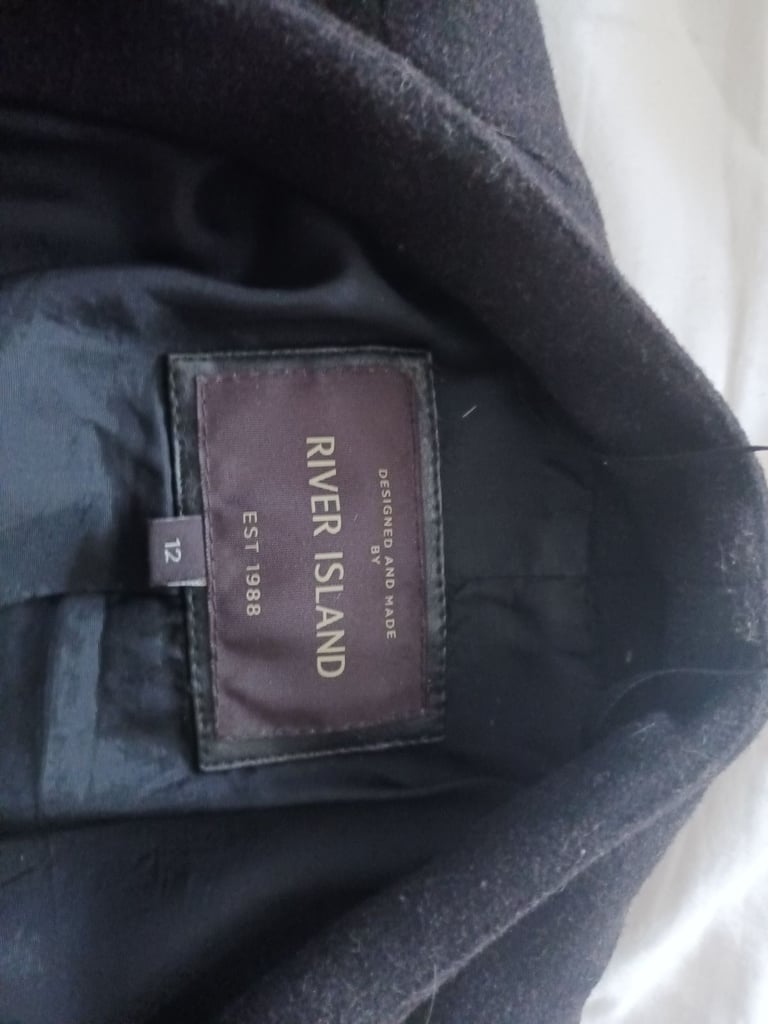 DESIGNED AND MADE
BY
RIVER ISLAND
EST 1988
12